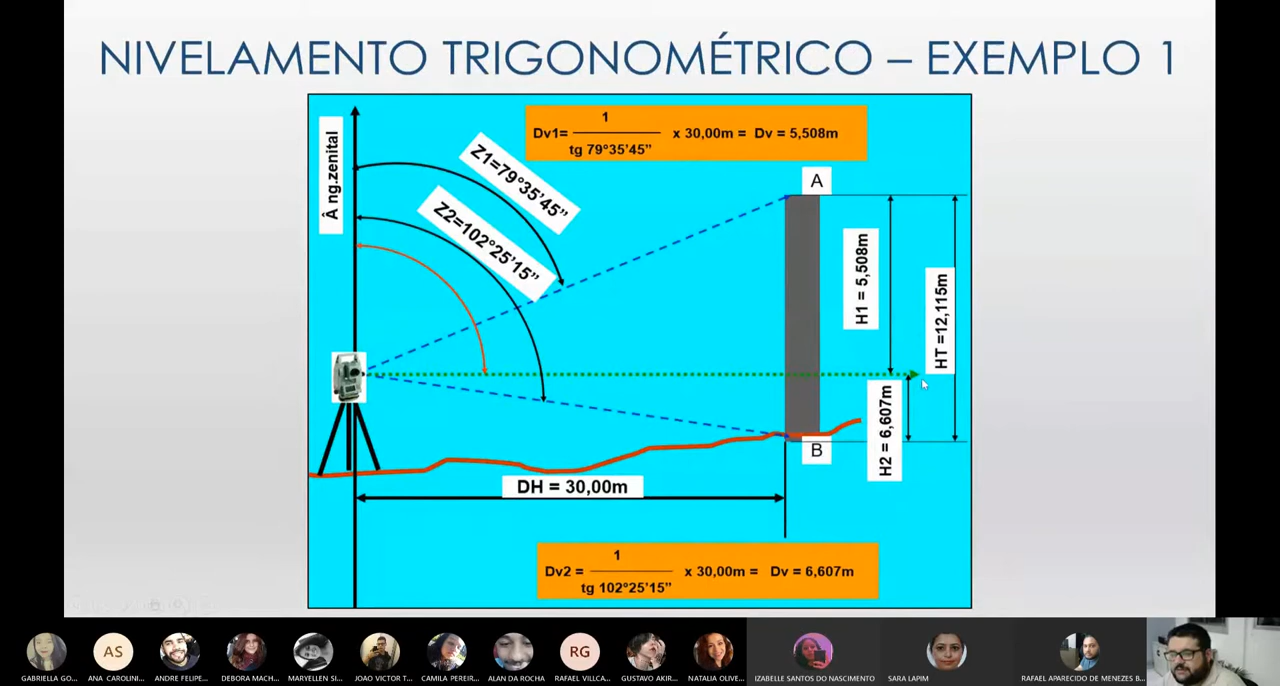 NIVELAMENTO TRIGONOMÉTRICO – EXEMPLO 1
Â ng.zenital
Z1=79°35'45”
Z2=102°25'15”
Dv1= 1 x 30,00m = Dv = 5,508m
tg 79°35'45”
A
H1 = 5,508m
HT =12,115m
H2 = 6,607m
B
DH = 30,00m
Dv2 = 1 x 30,00m = Dv = 6,607m
tg 102°25'15”
AS
RG
GABRIELLA GO...
ANA CAROLINI...
ANDRE FELIPE...
DEBORA MACH...
MARYELLEN SI...
JOAO VICTOR T...
CAMILA PEREIR...
ALAN DA ROCHA
RAFAEL VILLCA...
GUSTAVO AKIR...
NATALIA OLIVE...
IZABELLE SANTOS DO NASCIMENTO
SARA LAPIM
RAFAEL APARECIDO DE MENEZES B...